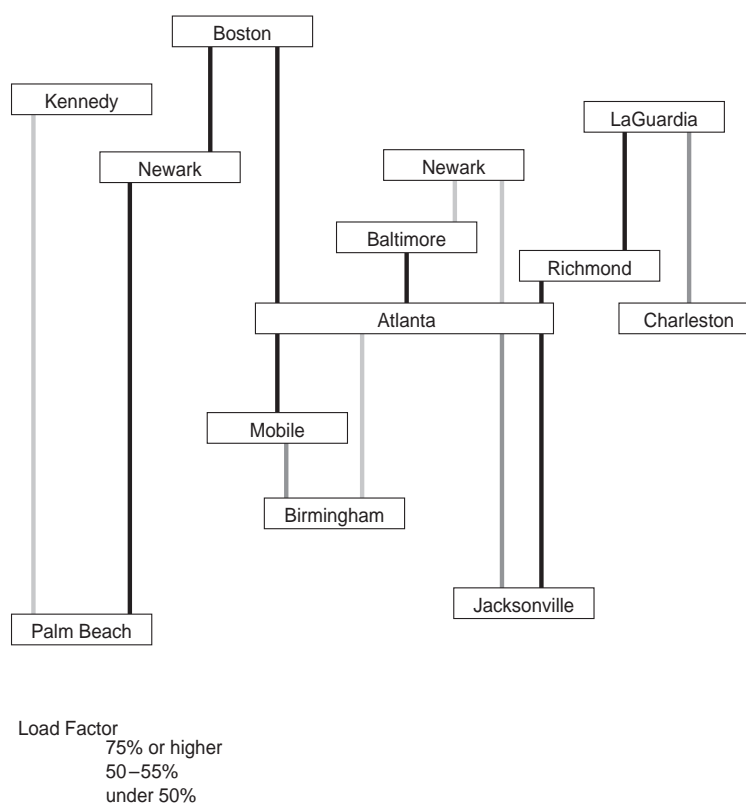 Boston
Kennedy
LaGuardia
Newark
Newark
Baltimore
Richmond
Atlanta
Charleston
Mobile
Birmingham
Jacksonville
Palm Beach
Load Factor
75% or higher
50–55%
under 50%